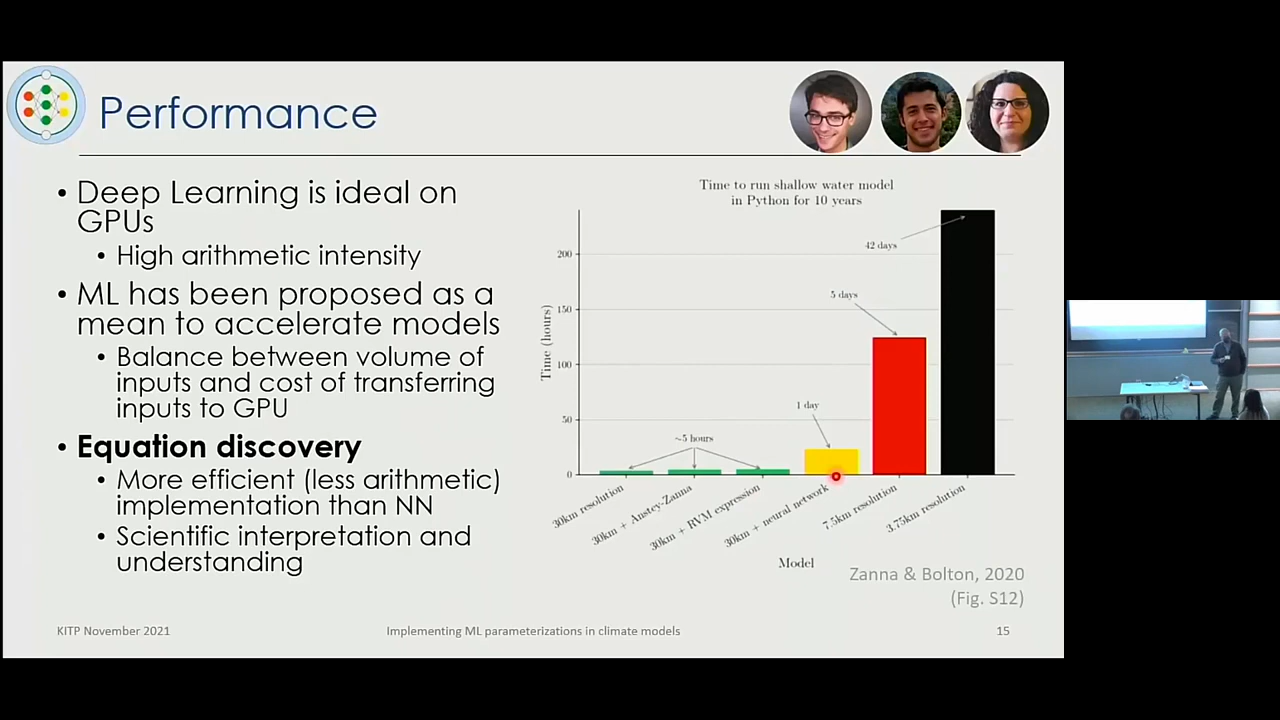 Performance
• Deep Learning is ideal on
GPUs
• High arithmetic intensity
• ML has been proposed as a
mean to accelerate models
• Balance between volume of
inputs and cost of transferring
inputs to GPU
• Equation discovery
• More efficient (less arithmetic)
implementation than NN
• Scientific interpretation and
understanding
Time to run shallow water model
in Python for 10 years
Time (hours)
200
150
100
50
0
~5 hours
1 day
5 days
42 days
30km resolution
30km + Anstey-Zanna
30km + RVM expression
30km + neural network
7.5km resolution
3.75km resolution
Model
Zanna & Bolton, 2020
(Fig. S12)
KITP November 2021
Implementing ML parameterizations in climate models
15